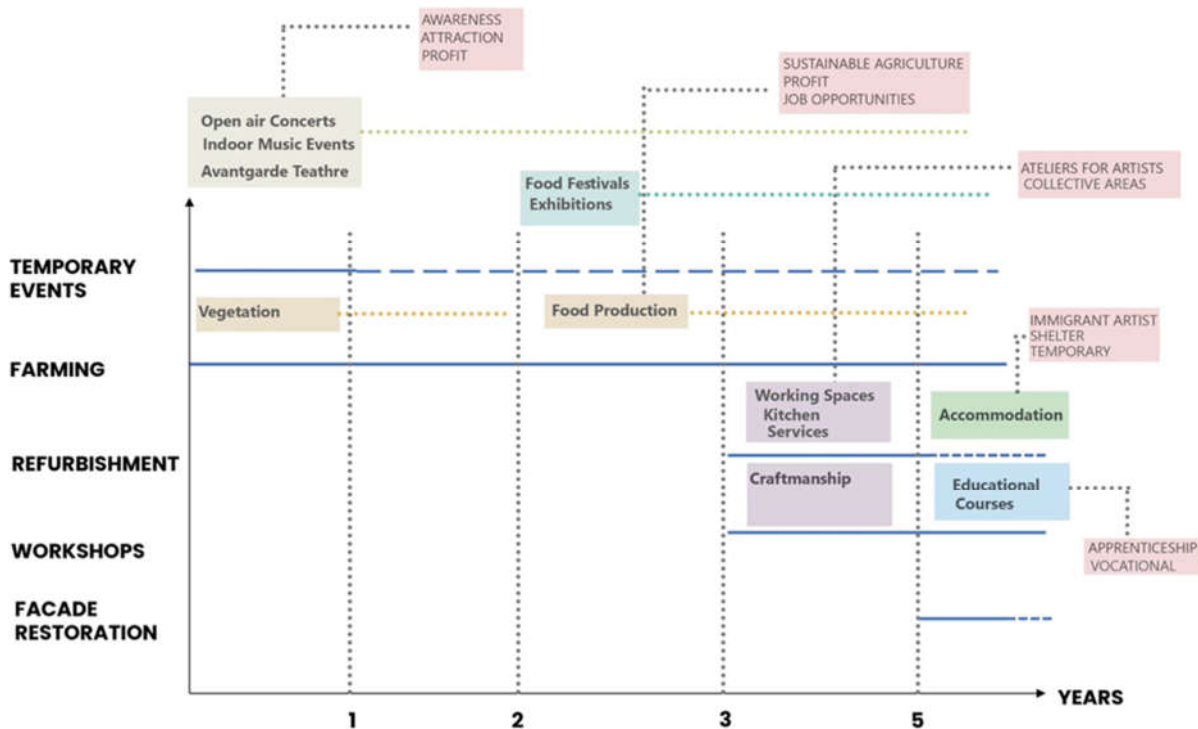 AWARENESS
ATTRACTION
PROFIT
SUSTAINABLE AGRICULTURE
PROFIT
JOB OPPORTUNITIES
Open air Concerts
Indoor Music Events
Avantgarde Teathre
ATELIERS FOR ARTISTS
COLLECTIVE AREAS
Food Festivals
Exhibitions
TEMPORARY
EVENTS
Vegetation
Food Production
IMMIGRANT ARTIST
SHELTER
TEMPORARY
FARMING
Working Spaces
Kitchen
Services
Accommodation
REFURBISHMENT
Craftmanship
Educational
Courses
WORKSHOPS
APPRENTICESHIP
VOCATIONAL
FACADE
RESTORATION
YEARS
1
2
3
5